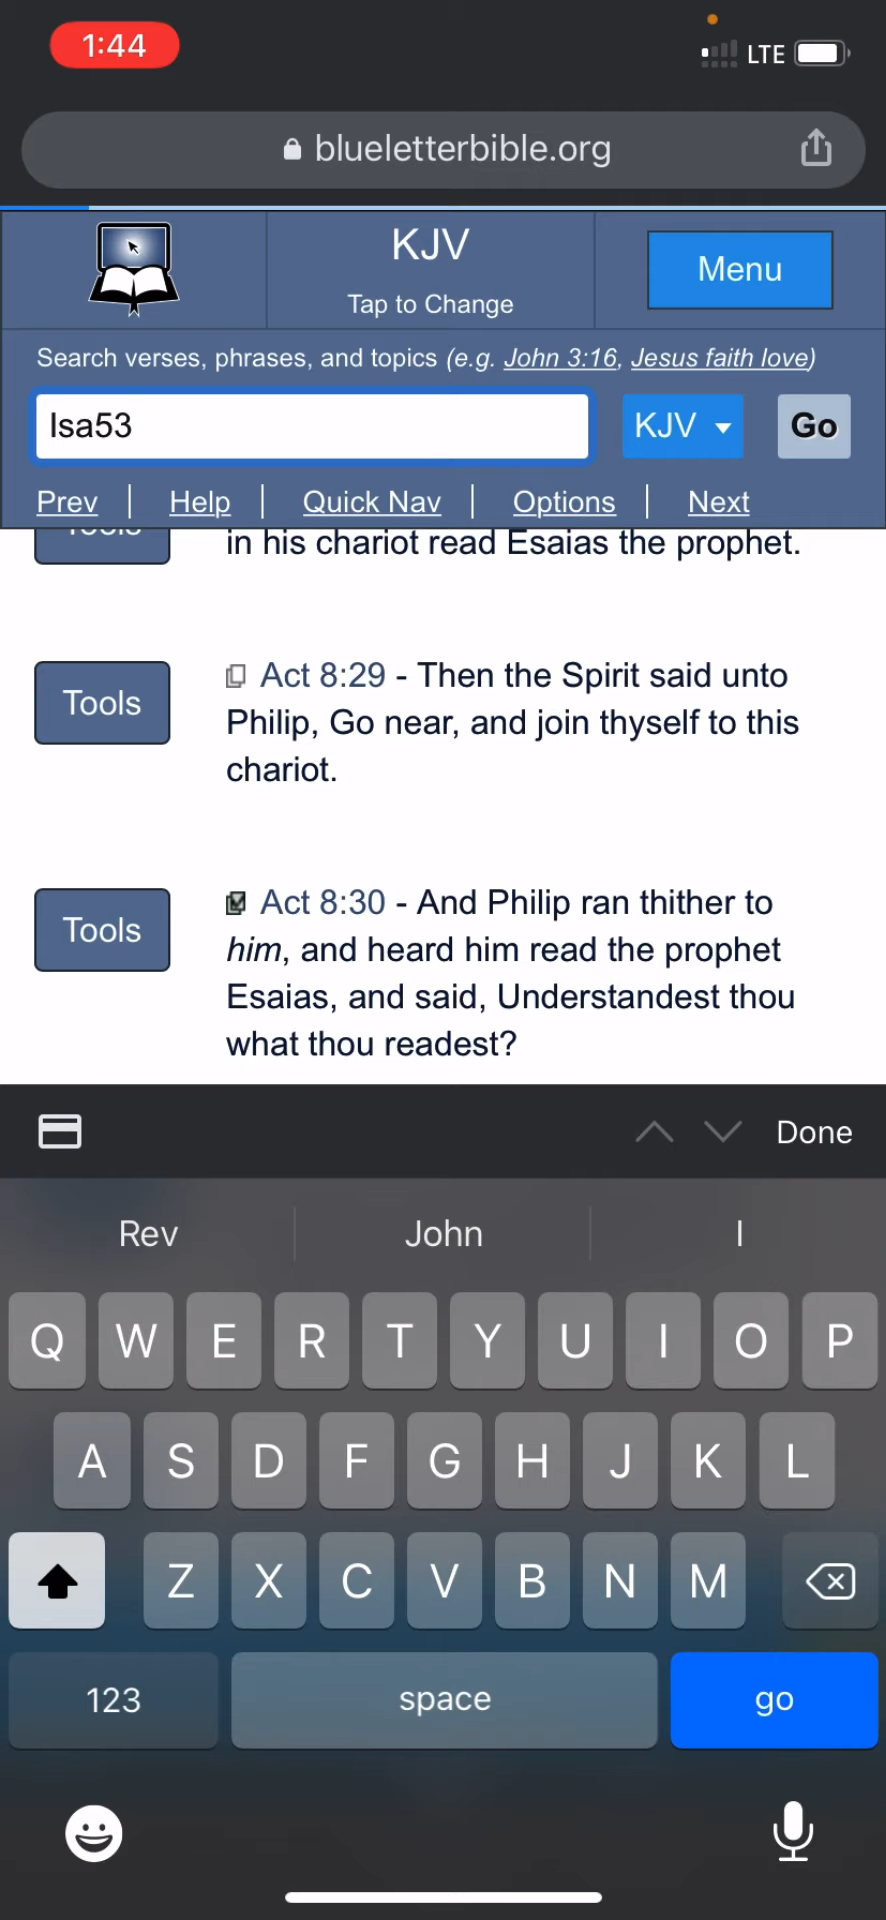 1:44
LTE
blueletterbible.org
KJV
Tap to Change
Menu
Search verses, phrases, and topics (e.g. John 3:16, Jesus faith love)
Isa53
KJV
Go
Prev | Help | Quick Nav | Options | Next
Tools
in his chariot read Esaias the prophet.
Tools
Act 8:29 - Then the Spirit said unto
Philip, Go near, and join thyself to this
chariot.
Tools
Act 8:30 - And Philip ran thither to
him, and heard him read the prophet
Esaias, and said, Understandest thou
what thou readest?
Done
Rev John I
Q W E R T Y U I O P
A S D F G H J K L
Z X C V B N M
123 space go